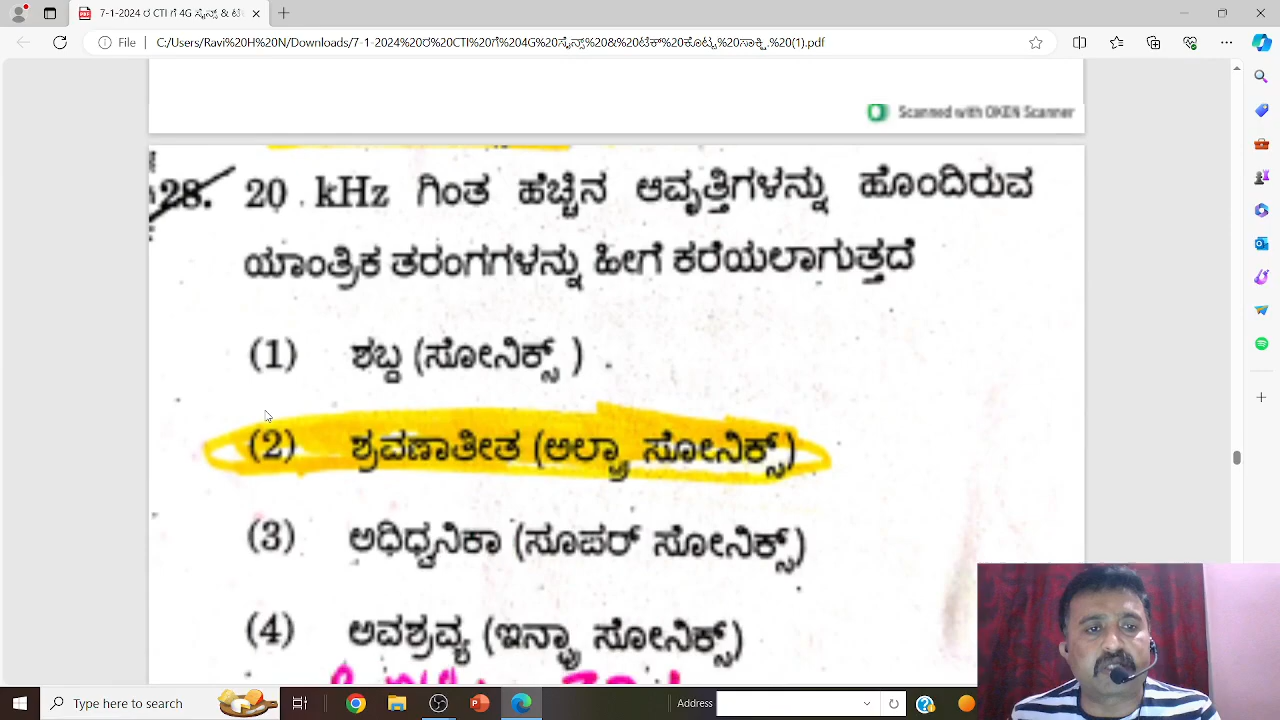 7-1-2024 ರ CTI ಗೆ 4G ಸೈನ್ಸ್ & ಟೆಕ್
File
C:/Users/Ravi%20H%20N/Downloads/7-1-2024%20ರ%20CTI%20ಗೆ%204G%20ಸೈನ್ಸ್%20&%20ಟೆಕ್%20ಕೊಟ್ಟ%20ಸಾಕ್ಷಿ.%20(1).pdf
Scanned with OKEN Scanner
28. 20 kHz ಗಿಂತ ಹೆಚ್ಚಿನ ಆವೃತ್ತಿಗಳನ್ನು ಹೊಂದಿರುವ
ಯಾಂತ್ರಿಕ ತರಂಗಗಳನ್ನು ಹೀಗೆ ಕರೆಯಲಾಗುತ್ತದೆ
(1) ಶಬ್ದ (ಸೋನಿಕ್ಸ್ )
(2) ಶ್ರವಣಾತೀತ (ಅಲ್ಟ್ರಾ ಸೋನಿಕ್ಸ್)
(3) ಅಧಿಧ್ವನಿಕಾ (ಸೂಪರ್ ಸೋನಿಕ್ಸ್)
(4) ಅವಶ್ರವ್ಯ (ಇನ್ಫ್ರಾ ಸೋನಿಕ್ಸ್)
Type here to search
Address